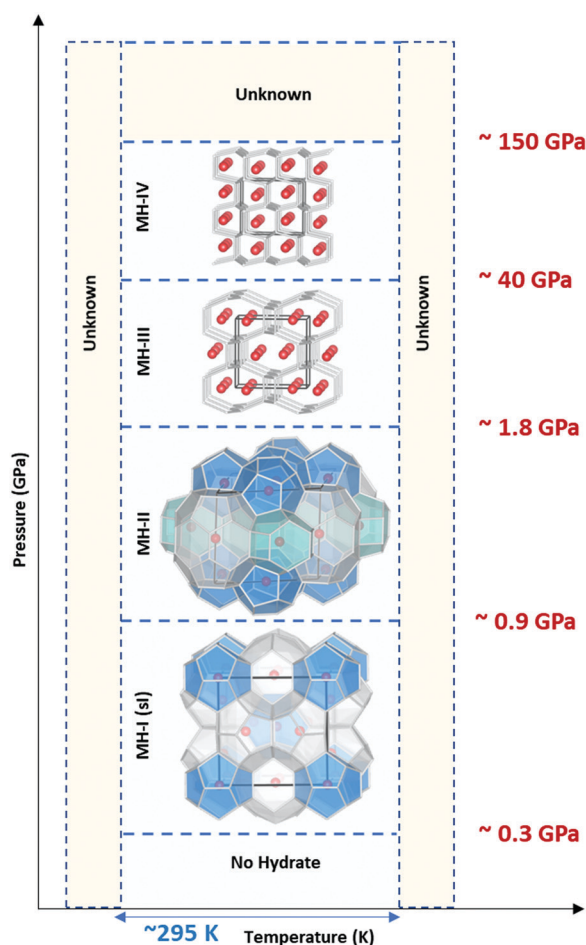 Unknown
~ 150 GPa
MH-IV
~ 40 GPa
Unknown
Unknown
MH-III
~ 1.8 GPa
Pressure (GPa)
MH-II
~ 0.9 GPa
MH-I (sI)
~ 0.3 GPa
No Hydrate
~295 K
Temperature (K)